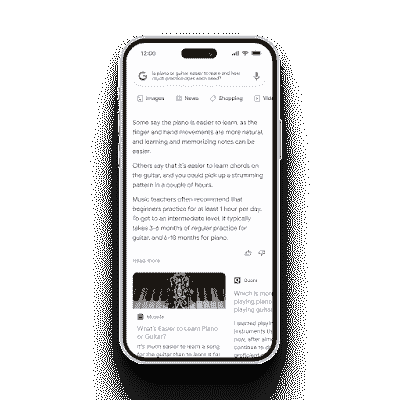 12:00
is piano or guitar easier to learn and how
much practice does each need?
Images News Shopping Vide
Some say the piano is easier to learn, as the
finger and hand movements are more natural
and learning and memorizing notes can be
easier.
Others say that it's easier to learn chords on
the guitar, and you could pick up a strumming
pattern in a couple of hours.
Music teachers often recommend that
beginners practice for at least 1 hour per day.
To get to an intermediate level, it typically
takes 3-6 months of regular practice for
guitar, and 6-18 months for piano.
Read more
What's Easier to Learn Piano
or Guitar?
It's much easier to learn a song
for the guitar than to learn it for
Quora
Which is more
playing piano
playing guitar
I started playing
instruments th
now, after almo
continue to d
proficient